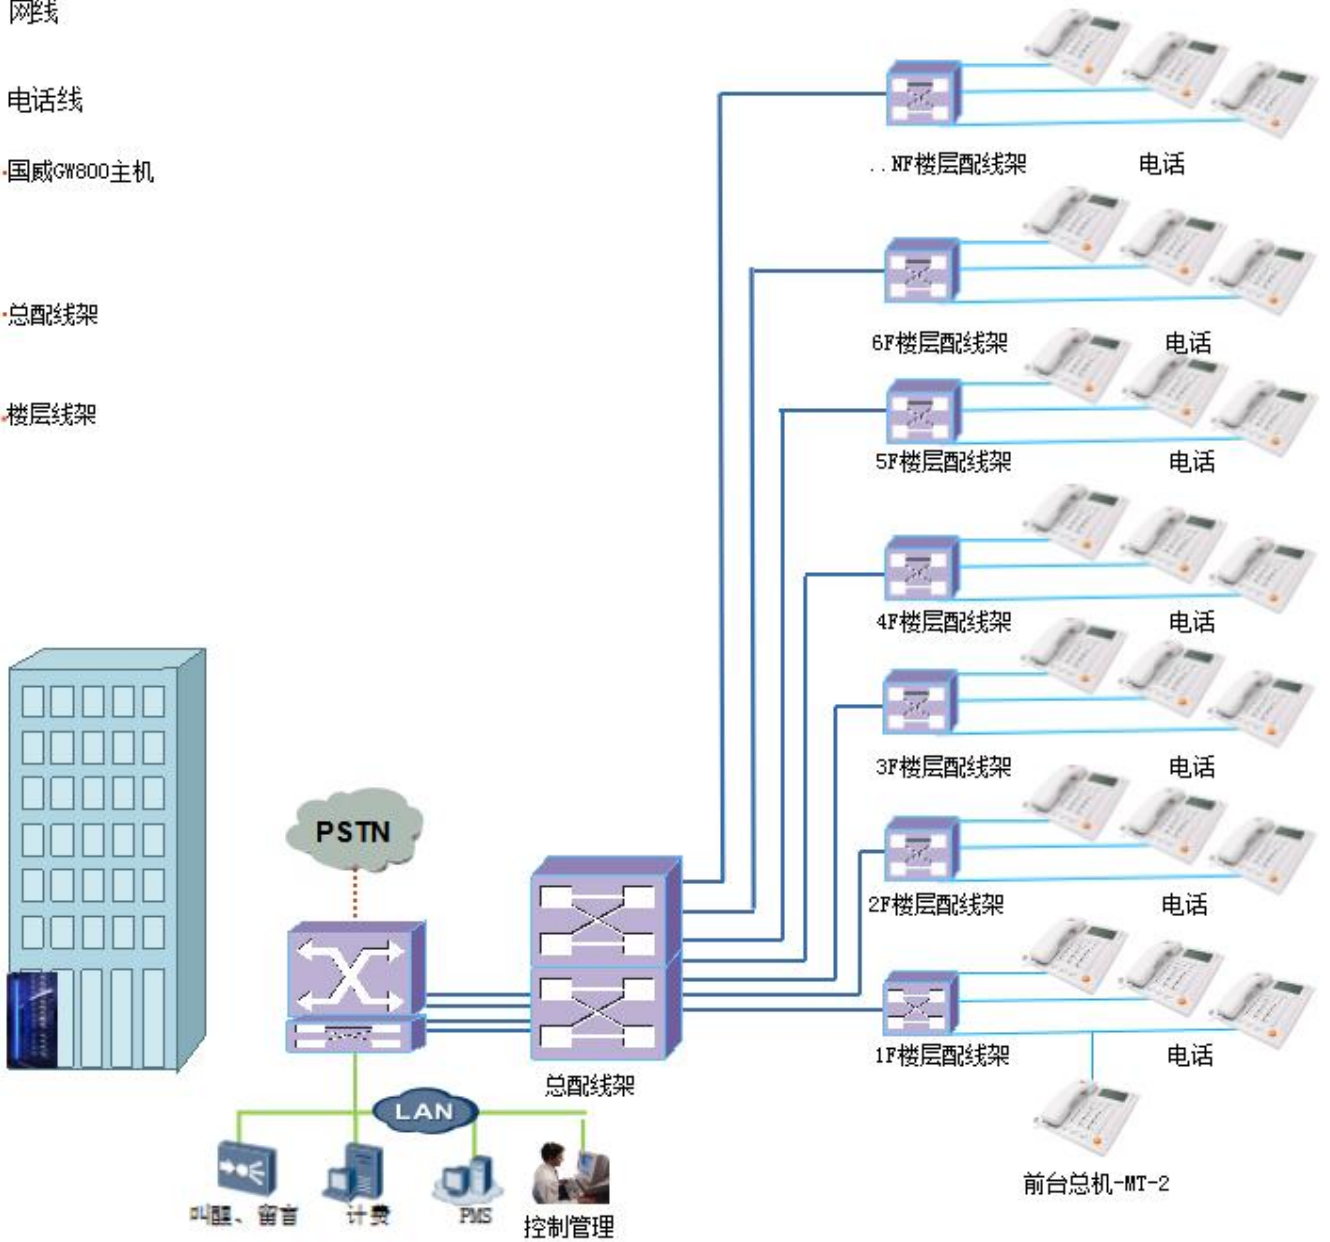 网线
电话线
国威GW800主机
总配线架
楼层线架
..NF楼层配线架
电话
6F楼层配线架
电话
5F楼层配线架
电话
4F楼层配线架
电话
3F楼层配线架
电话
2F楼层配线架
电话
1F楼层配线架
电话
前台总机-MT-2
PSTN
总配线架
LAN
叫醒、留言
计费
PMS
控制管理